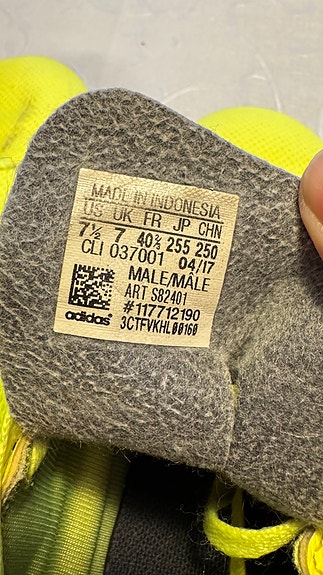 MADE IN INDONESIA
US UK FR JP CHN
7½ 7 40⅔ 255 250
CLI 037001 04/17
MALE/MÂLE
ART S82401
#117712190
adidas® 3CTFVKHL00160